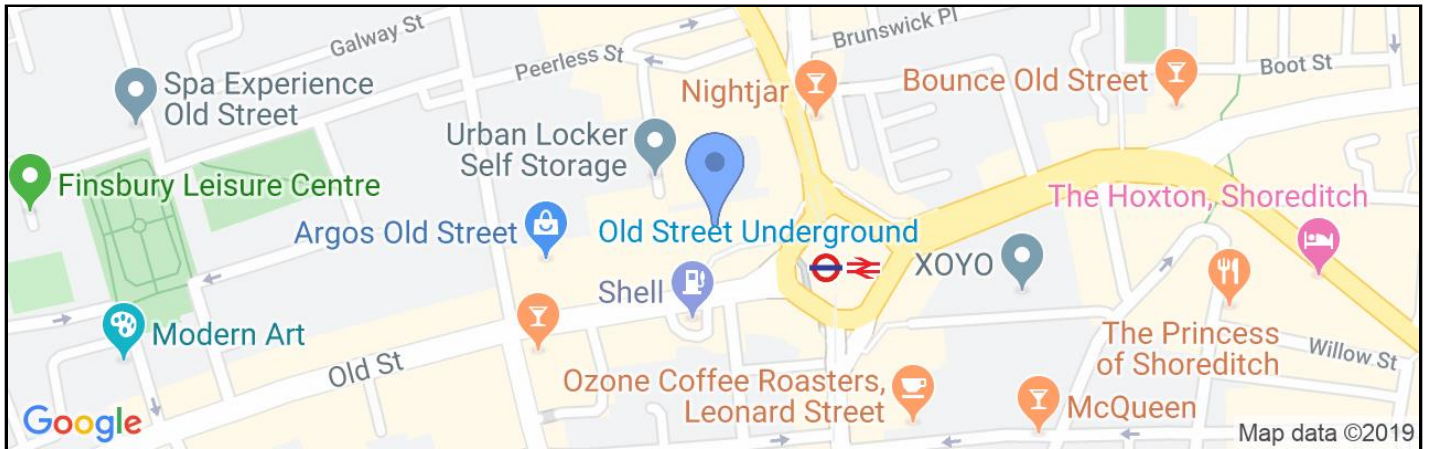 Galway St
Peerless St
Brunswick Pl
Boot St
Spa Experience
Old Street
Nightjar
Bounce Old Street
Urban Locker
Self Storage
Finsbury Leisure Centre
The Hoxton, Shoreditch
Argos Old Street
Old Street Underground
XOYO
Shell
Modern Art
The Princess
of Shoreditch
Willow St
Old St
Ozone Coffee Roasters,
Leonard Street
McQueen
Google
Map data ©2019